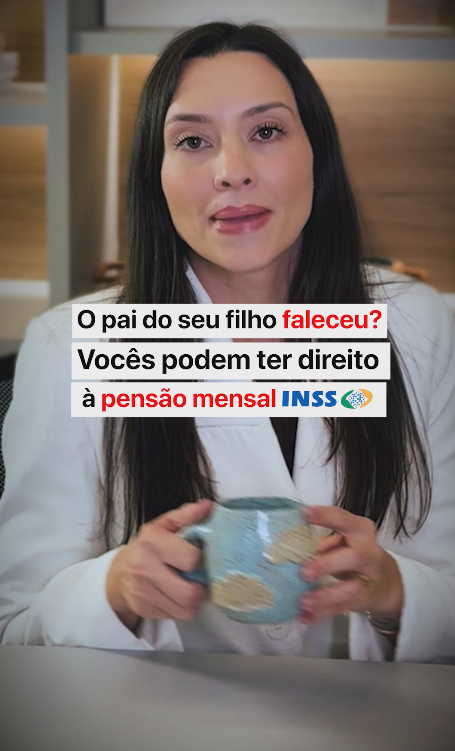 O pai do seu filho faleceu?
Vocês podem ter direito
à pensão mensal INSS